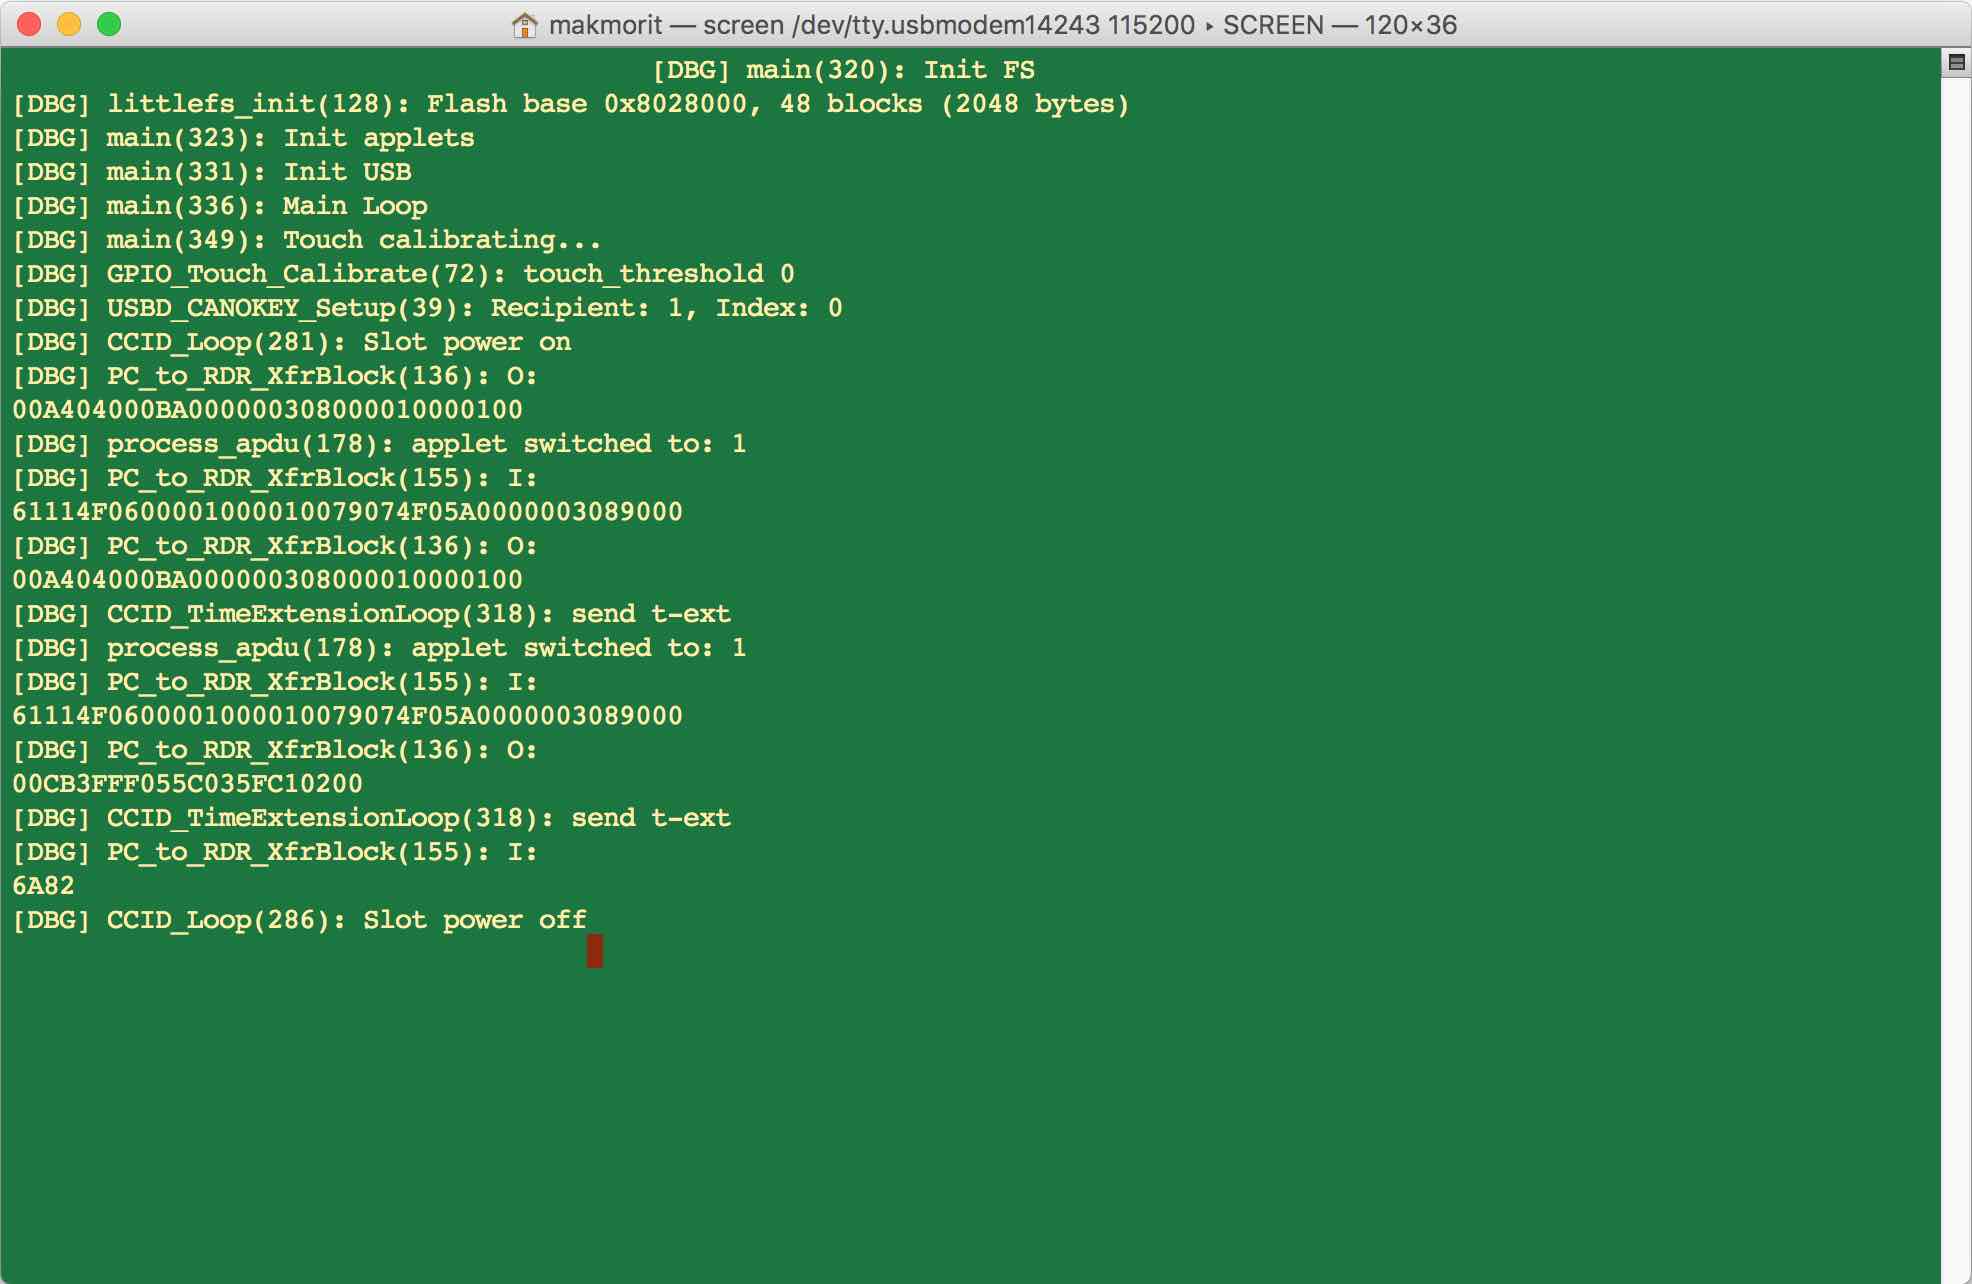 makmorit — screen /dev/tty.usbmodem14243 115200 ▸ SCREEN — 120×36
[DBG] main(320): Init FS
[DBG] littlefs_init(128): Flash base 0x8028000, 48 blocks (2048 bytes)
[DBG] main(323): Init applets
[DBG] main(331): Init USB
[DBG] main(336): Main Loop
[DBG] main(349): Touch calibrating...
[DBG] GPIO_Touch_Calibrate(72): touch_threshold 0
[DBG] USBD_CANOKEY_Setup(39): Recipient: 1, Index: 0
[DBG] CCID_Loop(281): Slot power on
[DBG] PC_to_RDR_XfrBlock(136): O:
00A404000BA000000308000010000100
[DBG] process_apdu(178): applet switched to: 1
[DBG] PC_to_RDR_XfrBlock(155): I:
61114F0600001000010079074F05A0000003089000
[DBG] PC_to_RDR_XfrBlock(136): O:
00A404000BA000000308000010000100
[DBG] CCID_TimeExtensionLoop(318): send t-ext
[DBG] process_apdu(178): applet switched to: 1
[DBG] PC_to_RDR_XfrBlock(155): I:
61114F0600001000010079074F05A0000003089000
[DBG] PC_to_RDR_XfrBlock(136): O:
00CB3FFF055C035FC10200
[DBG] CCID_TimeExtensionLoop(318): send t-ext
[DBG] PC_to_RDR_XfrBlock(155): I:
6A82
[DBG] CCID_Loop(286): Slot power off